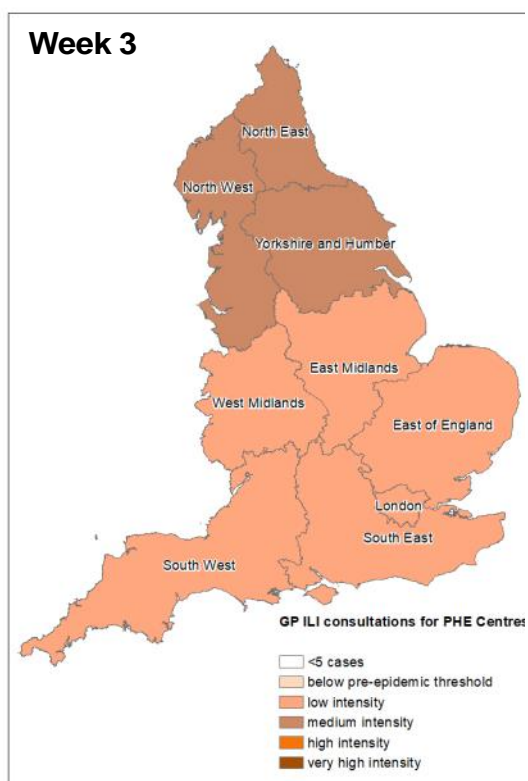 Week 3
North East
North West
Yorkshire and Humber
East Midlands
West Midlands
East of England
London
South East
South West
GP ILI consultations for PHE Centres
<5 cases
below pre-epidemic threshold
low intensity
medium intensity
high intensity
very high intensity